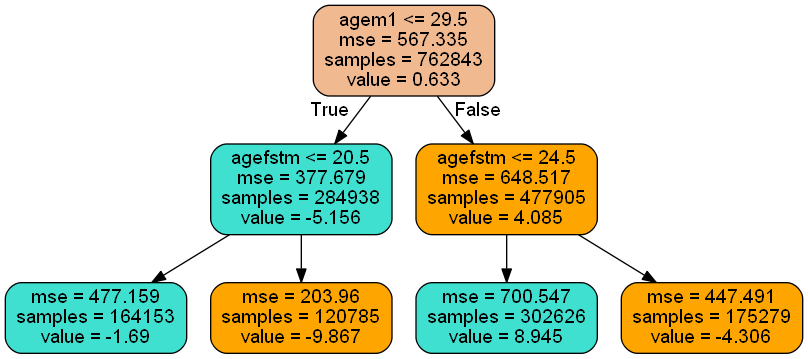 agem1 <= 29.5
mse = 567.335
samples = 762843
value = 0.633
True
False
agefstm <= 20.5
mse = 377.679
samples = 284938
value = -5.156
agefstm <= 24.5
mse = 648.517
samples = 477905
value = 4.085
mse = 477.159
samples = 164153
value = -1.69
mse = 203.96
samples = 120785
value = -9.867
mse = 700.547
samples = 302626
value = 8.945
mse = 447.491
samples = 175279
value = -4.306